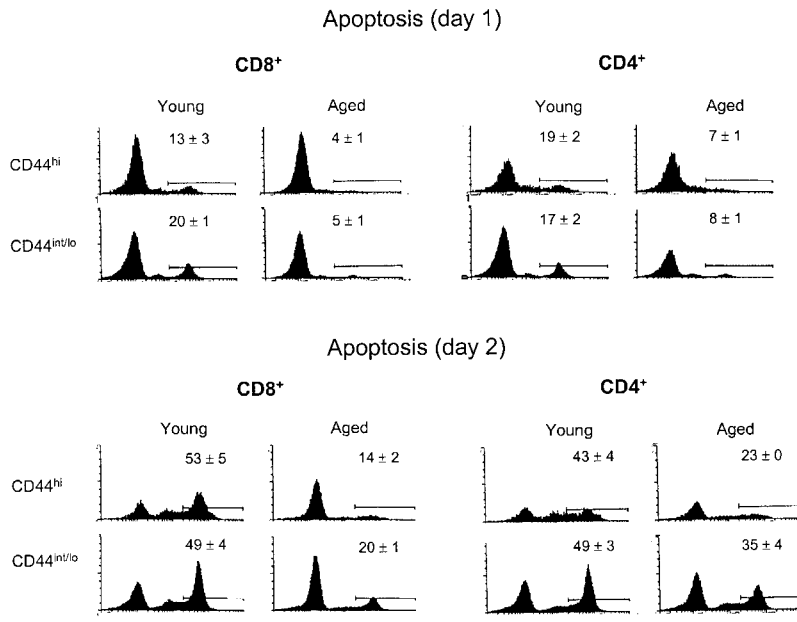 Apoptosis (day 1)
CD8⁺ CD4⁺
Young Aged Young Aged
CD44ʰⁱ 13 ± 3 4 ± 1 19 ± 2 7 ± 1
CD44ⁱⁿᵗ/ˡᵒ 20 ± 1 5 ± 1 17 ± 2 8 ± 1
Apoptosis (day 2)
CD8⁺ CD4⁺
Young Aged Young Aged
CD44ʰⁱ 53 ± 5 14 ± 2 43 ± 4 23 ± 0
CD44ⁱⁿᵗ/ˡᵒ 49 ± 4 20 ± 1 49 ± 3 35 ± 4